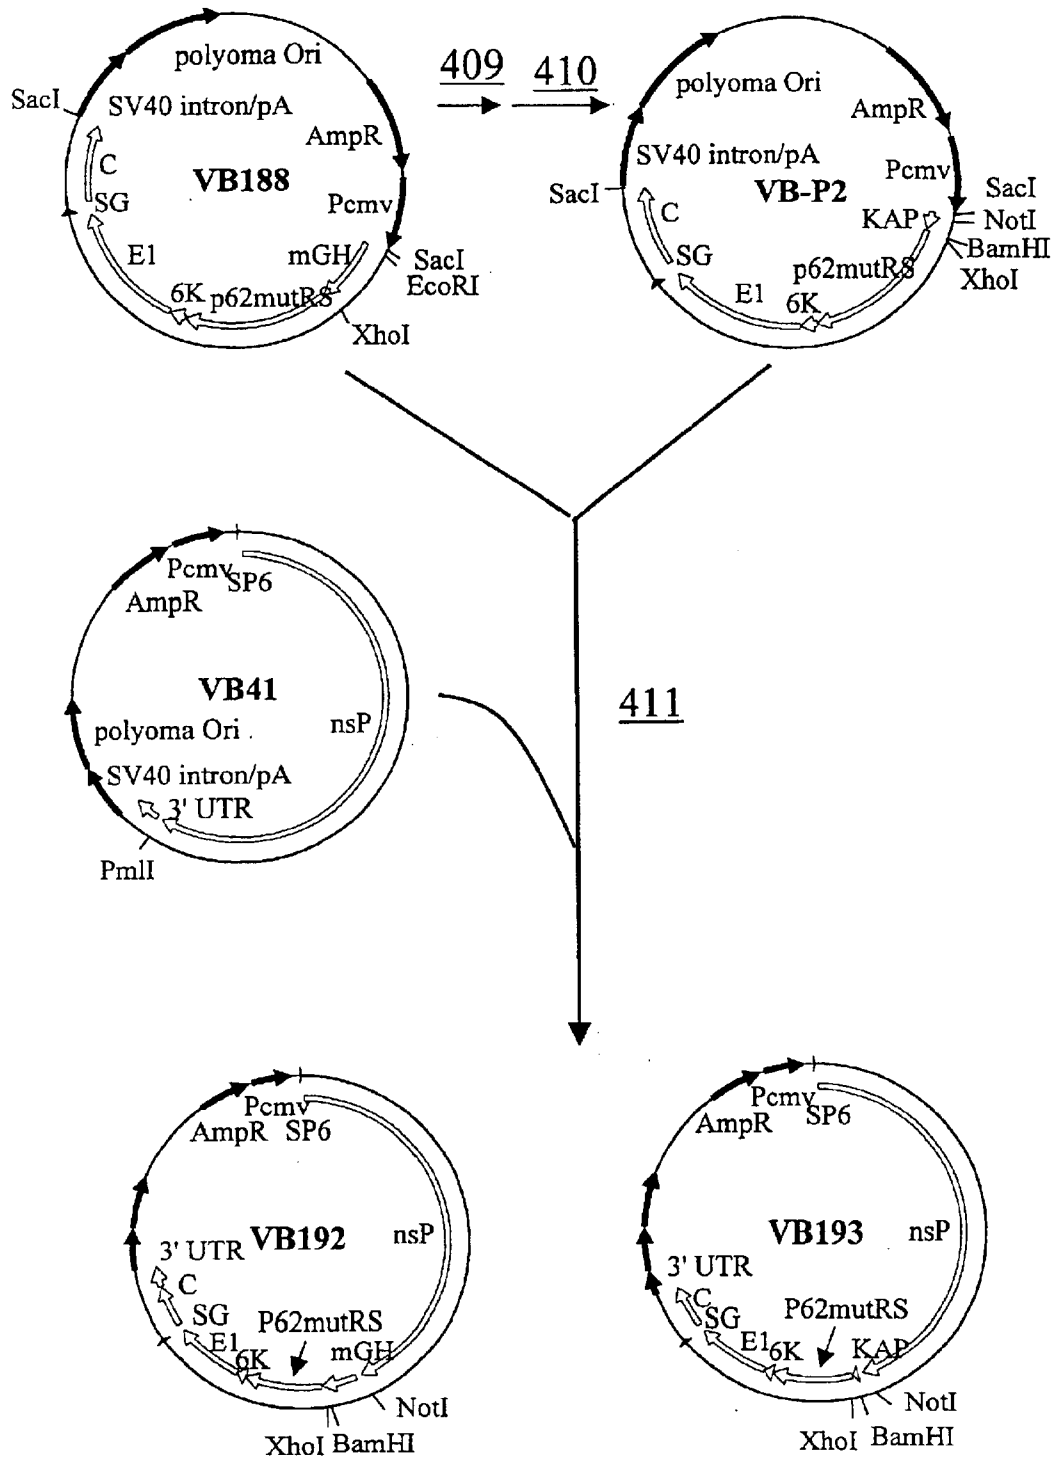 polyoma Ori
SacI
SV40 intron/pA
AmpR
C
VB188
SG
Pcmv
E1
mGH
SacI
EcoRI
6K
p62mutRS
XhoI
409
410
polyoma Ori
AmpR
SV40 intron/pA
Pcmv
SacI
VB-P2
SacI
C
KAP
NotI
SG
BamHI
p62mutRS
XhoI
E1
6K
Pcmv
SP6
AmpR
VB41
nsP
polyoma Ori
SV40 intron/pA
3' UTR
PmlI
411
Pcmv
AmpR
SP6
VB192
nsP
3' UTR
C
SG
P62mutRS
E1
6K
mGH
NotI
XhoI
BamHI
Pcmv
AmpR
SP6
VB193
nsP
3' UTR
C
SG
P62mutRS
E1
6K
KAP
NotI
XhoI
BamHI